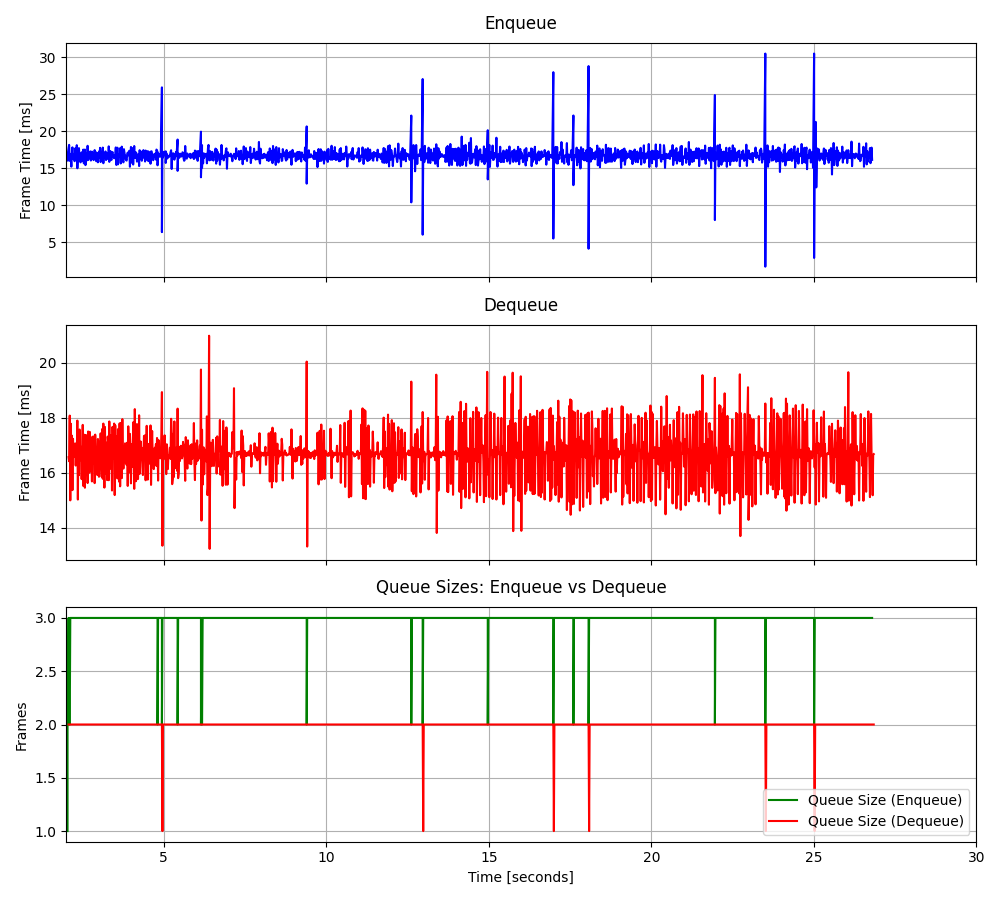 Enqueue
30
25
20
15
10
5
Frame Time [ms]
Dequeue
20
18
16
14
Frame Time [ms]
Queue Sizes: Enqueue vs Dequeue
3.0
2.5
2.0
1.5
1.0
Frames
Queue Size (Enqueue)
Queue Size (Dequeue)
5 10 15 20 25 30
Time [seconds]